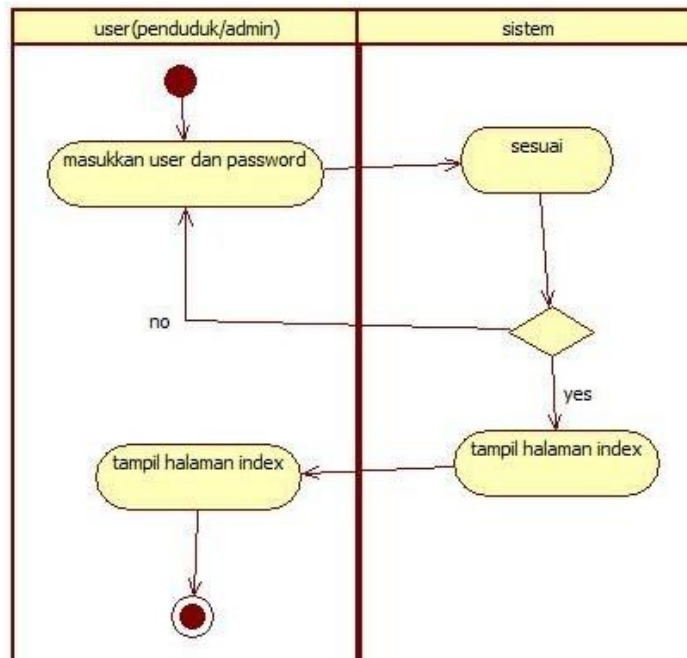 user(penduduk/admin)
sistem
masukkan user dan password
sesuai
no
yes
tampil halaman index
tampil halaman index